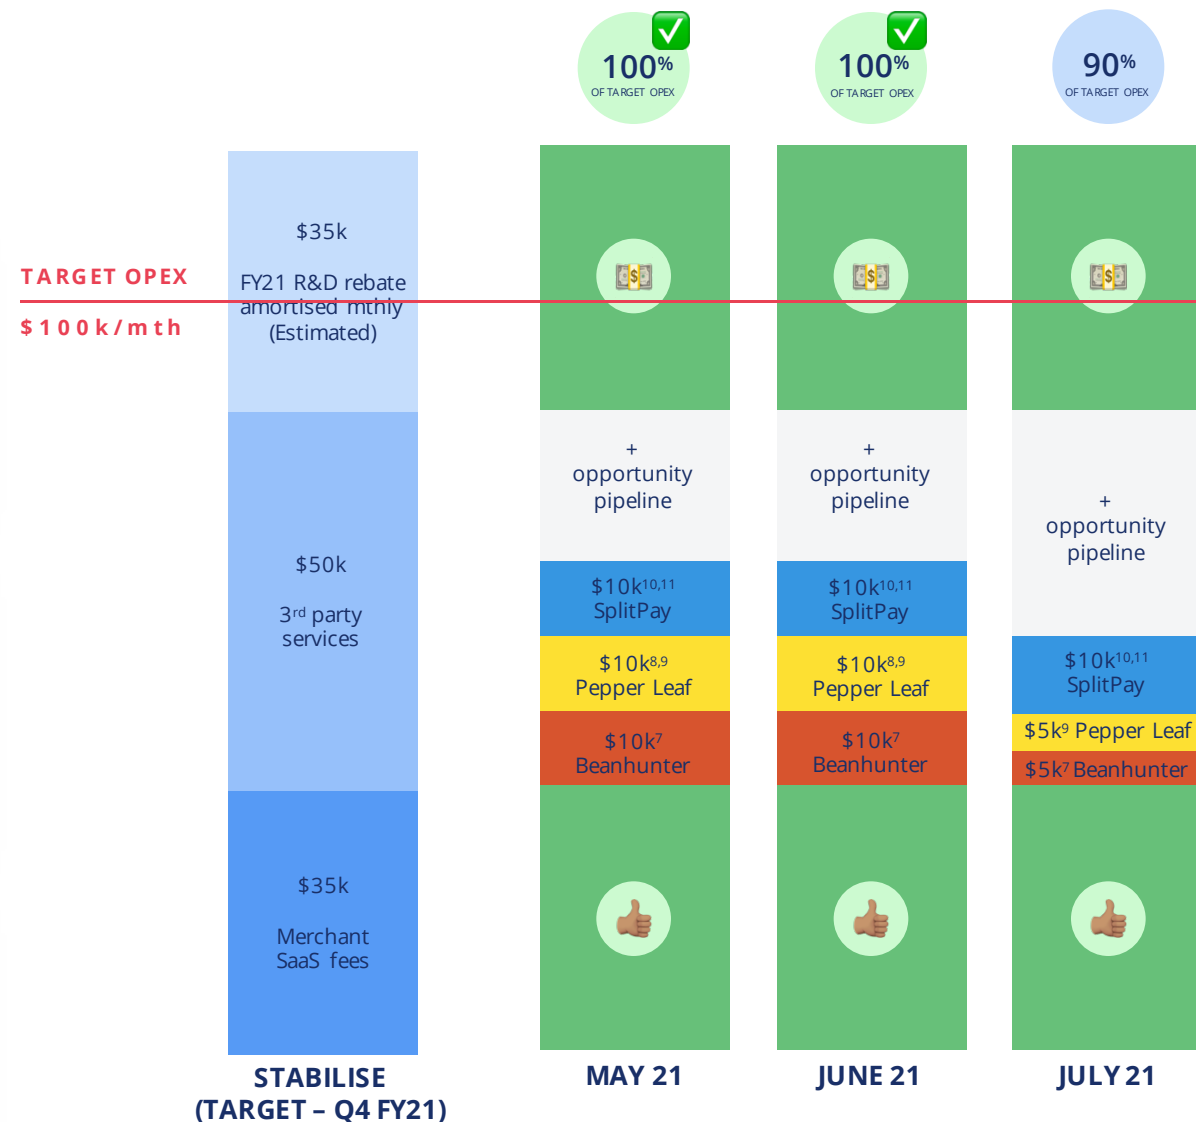 100%
OF TARGET OPEX
100%
OF TARGET OPEX
90%
OF TARGET OPEX
TARGET OPEX
$100k/mth
$35k
FY21 R&D rebate
amortised mthly
(Estimated)
$50k
3rd party
services
$35k
Merchant
SaaS fees
STABILISE
(TARGET – Q4 FY21)
+
opportunity
pipeline
$10k10,11
SplitPay
$10k8,9
Pepper Leaf
$10k7
Beanhunter
MAY 21
+
opportunity
pipeline
$10k10,11
SplitPay
$10k8,9
Pepper Leaf
$10k7
Beanhunter
JUNE 21
+
opportunity
pipeline
$10k10,11
SplitPay
$5k9 Pepper Leaf
$5k7 Beanhunter
JULY 21